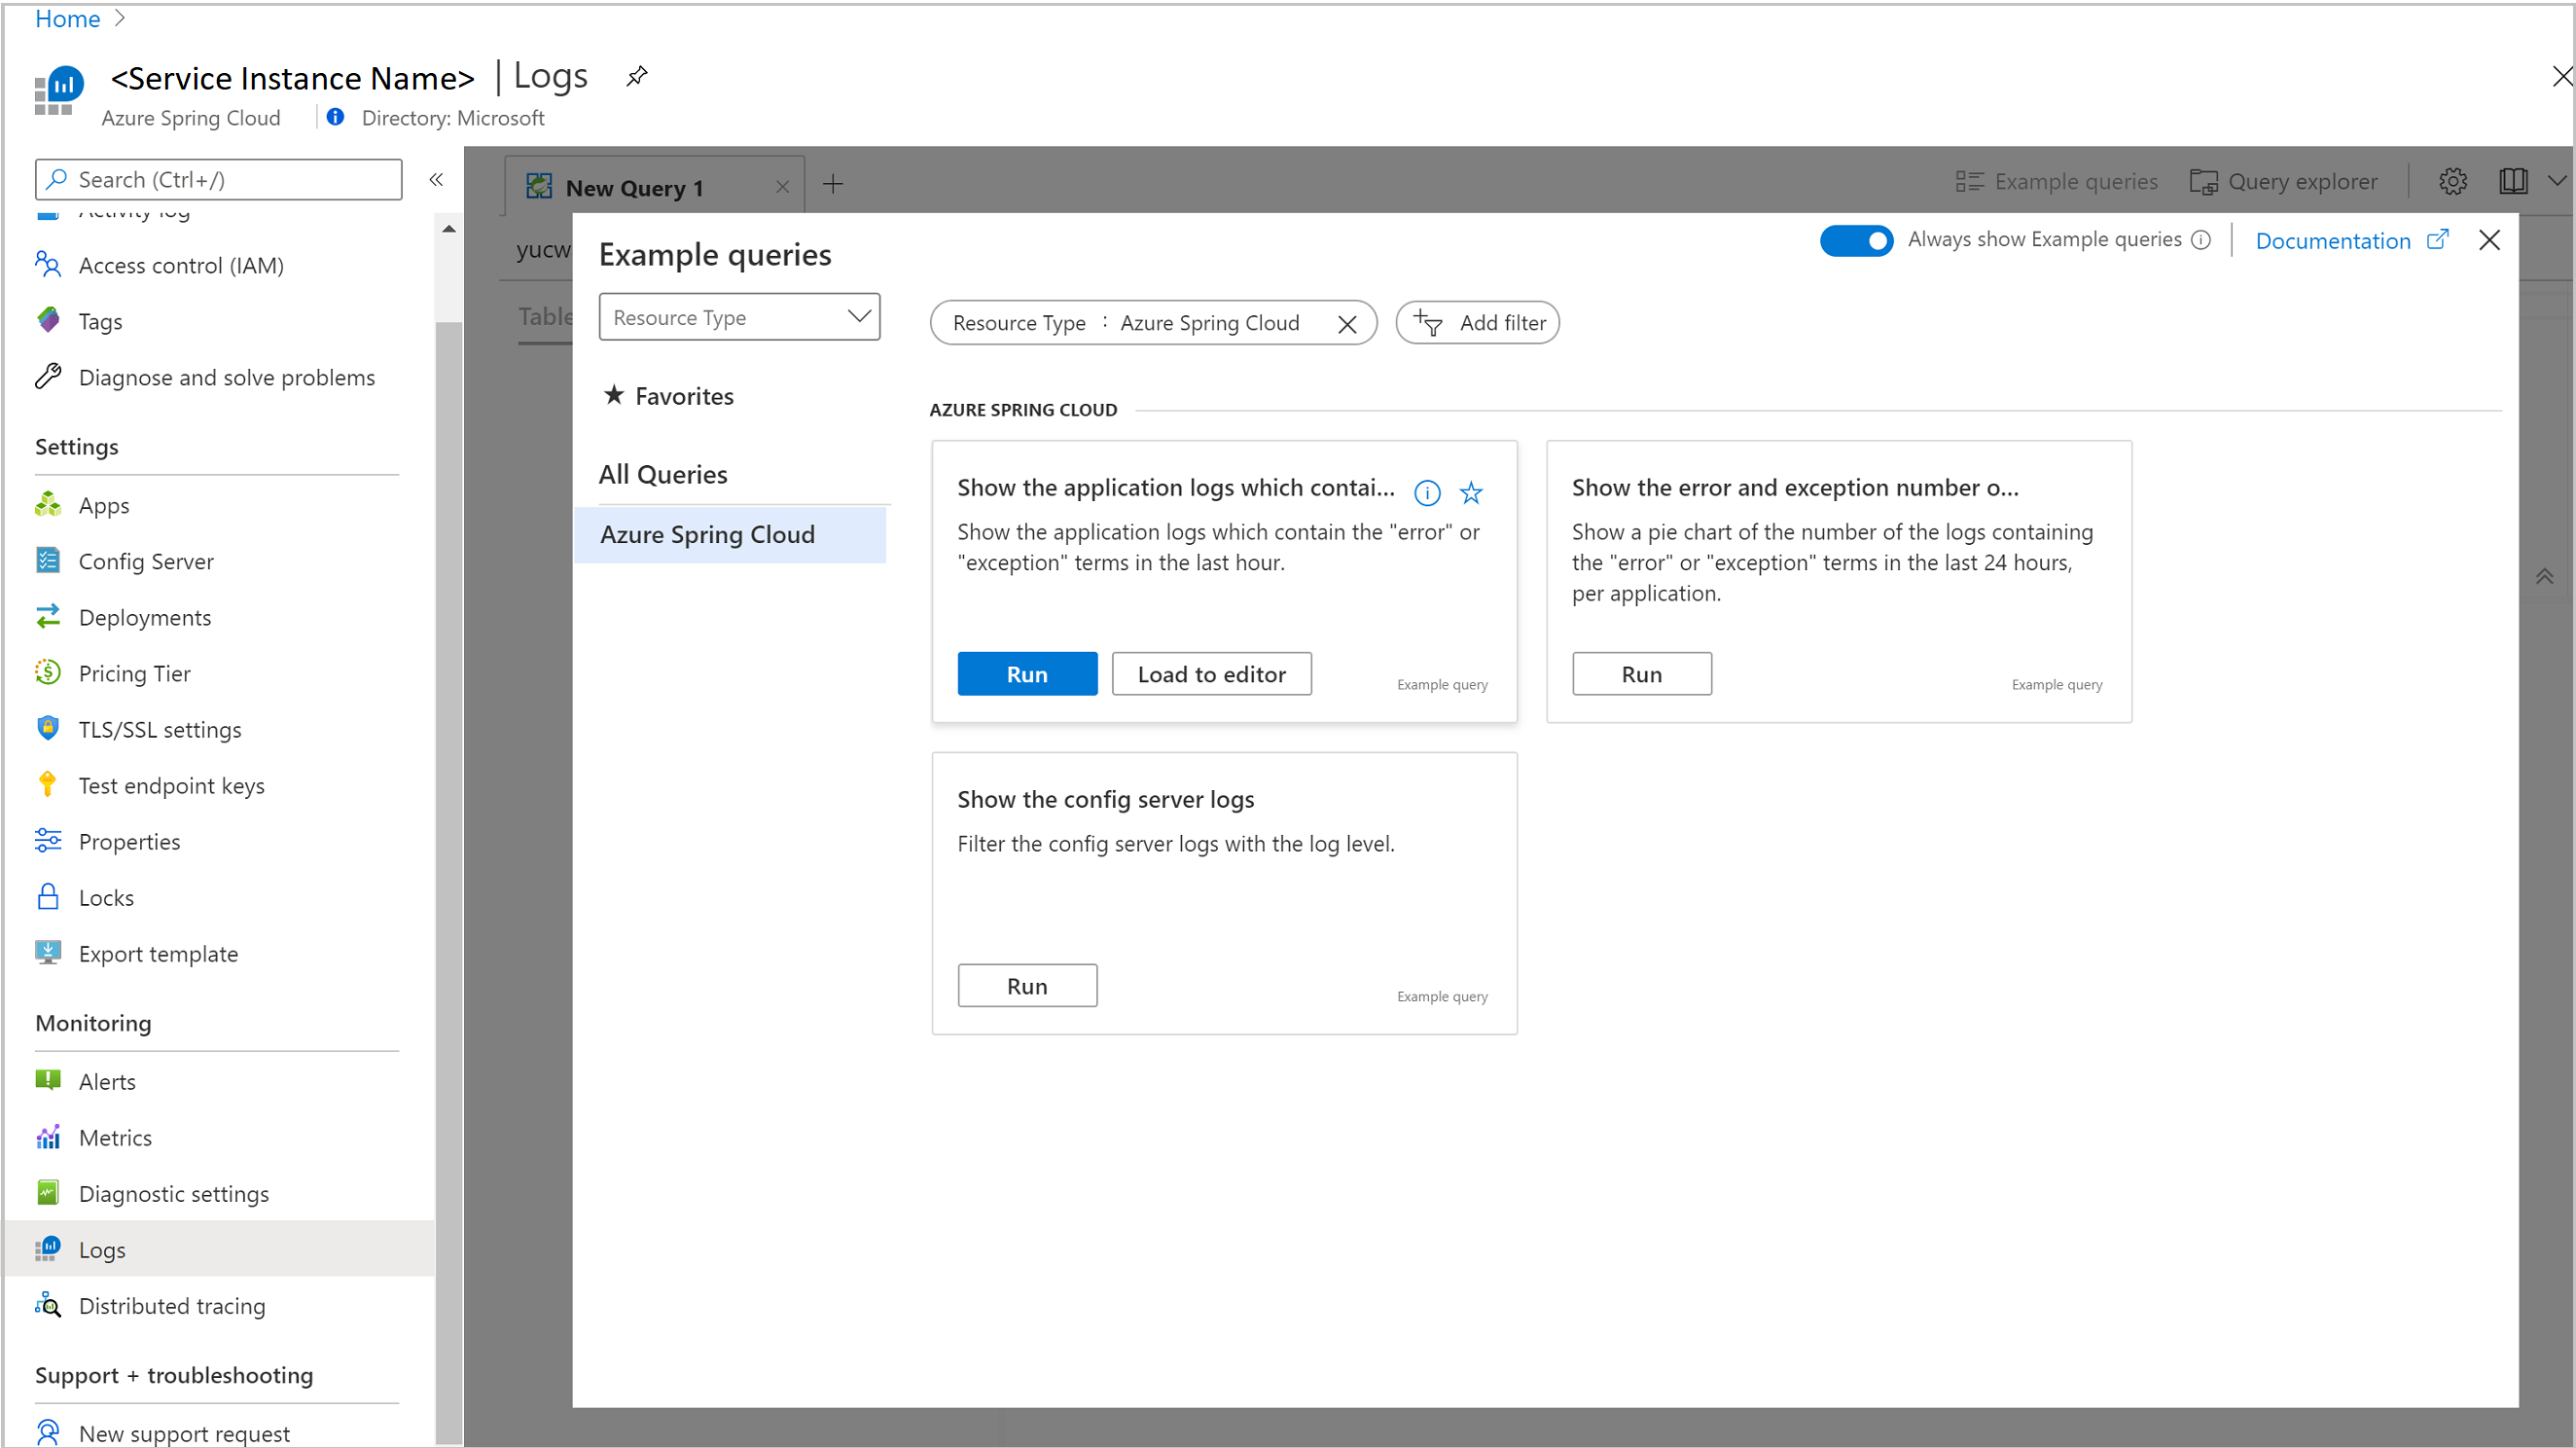 Home
<Service Instance Name> | Logs
Azure Spring Cloud
Directory: Microsoft
Search (Ctrl+/)
Activity log
Access control (IAM)
Tags
Diagnose and solve problems
Settings
Apps
Config Server
Deployments
Pricing Tier
TLS/SSL settings
Test endpoint keys
Properties
Locks
Export template
Monitoring
Alerts
Metrics
Diagnostic settings
Logs
Distributed tracing
Support + troubleshooting
New support request
New Query 1
Example queries
Query explorer
yucw
Table
Example queries
Always show Example queries
Documentation
Resource Type
Resource Type : Azure Spring Cloud
Add filter
Favorites
All Queries
Azure Spring Cloud
AZURE SPRING CLOUD
Show the application logs which contai...
Show the application logs which contain the "error" or
"exception" terms in the last hour.
Run
Load to editor
Example query
Show the error and exception number o...
Show a pie chart of the number of the logs containing
the "error" or "exception" terms in the last 24 hours,
per application.
Run
Example query
Show the config server logs
Filter the config server logs with the log level.
Run
Example query